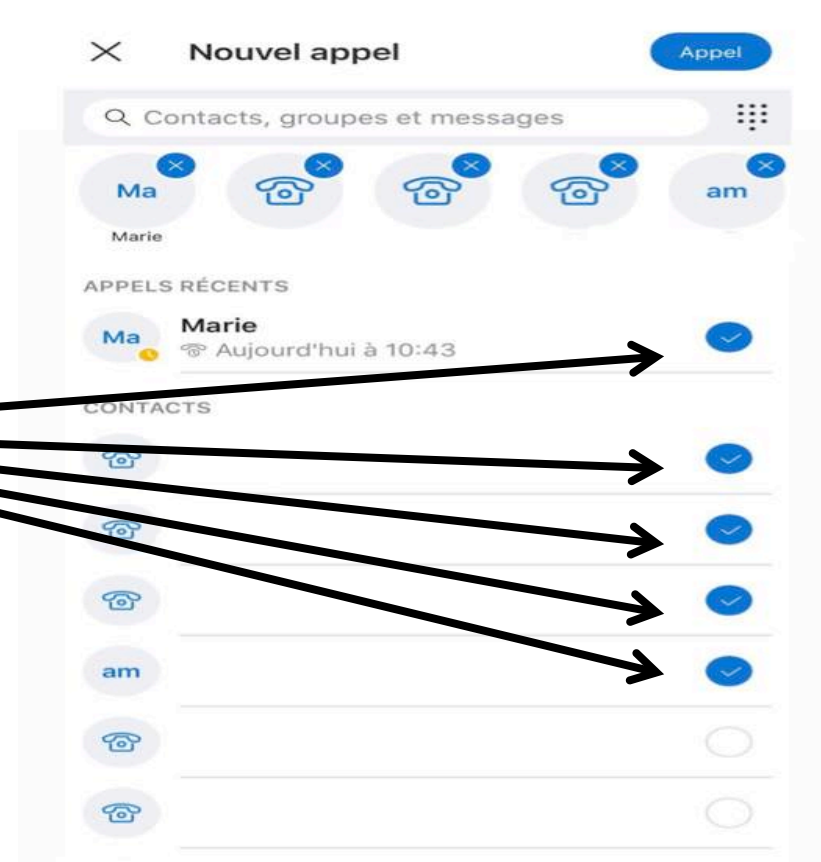 Nouvel appel Appel
Contacts, groupes et messages
Ma am
Marie
APPELS RÉCENTS
Ma Marie
Aujourd'hui à 10:43
CONTACTS
am